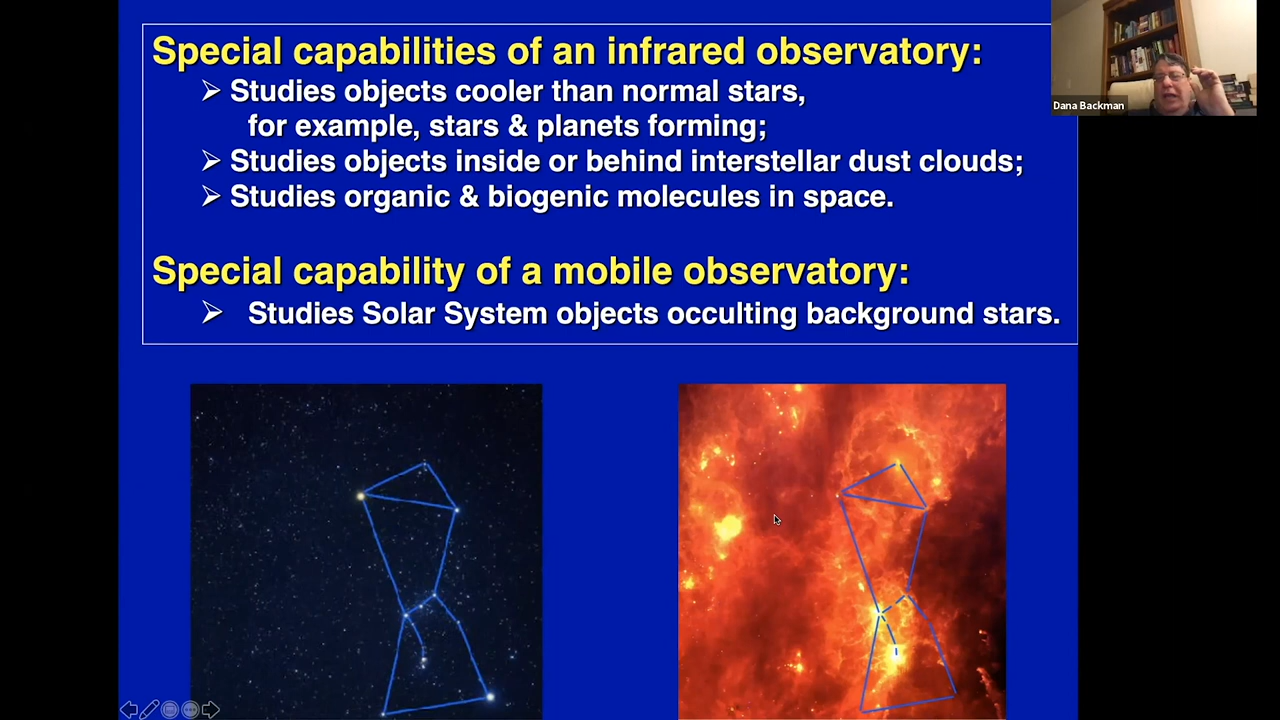 Special capabilities of an infrared observatory:
➢ Studies objects cooler than normal stars,
for example, stars & planets forming;
➢ Studies objects inside or behind interstellar dust clouds;
➢ Studies organic & biogenic molecules in space.
Special capability of a mobile observatory:
➢ Studies Solar System objects occulting background stars.
Dana Backman